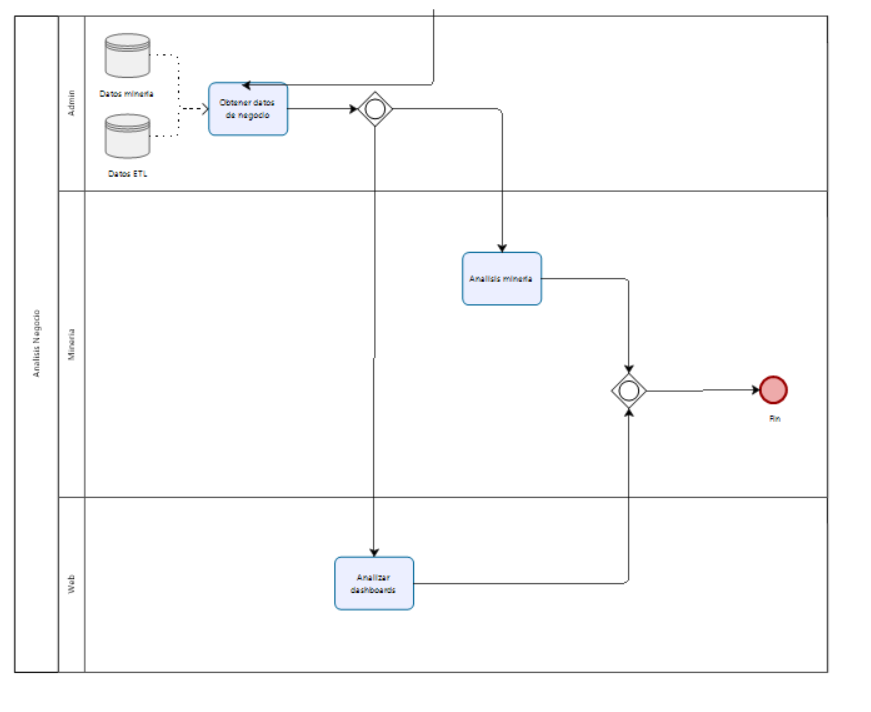 Analisis Negocio
Admin
Datos mineria
Datos ETL
Obtener datos
de negocio
Mineria
Analisis mineria
Fin
Web
Analizar
dashboards